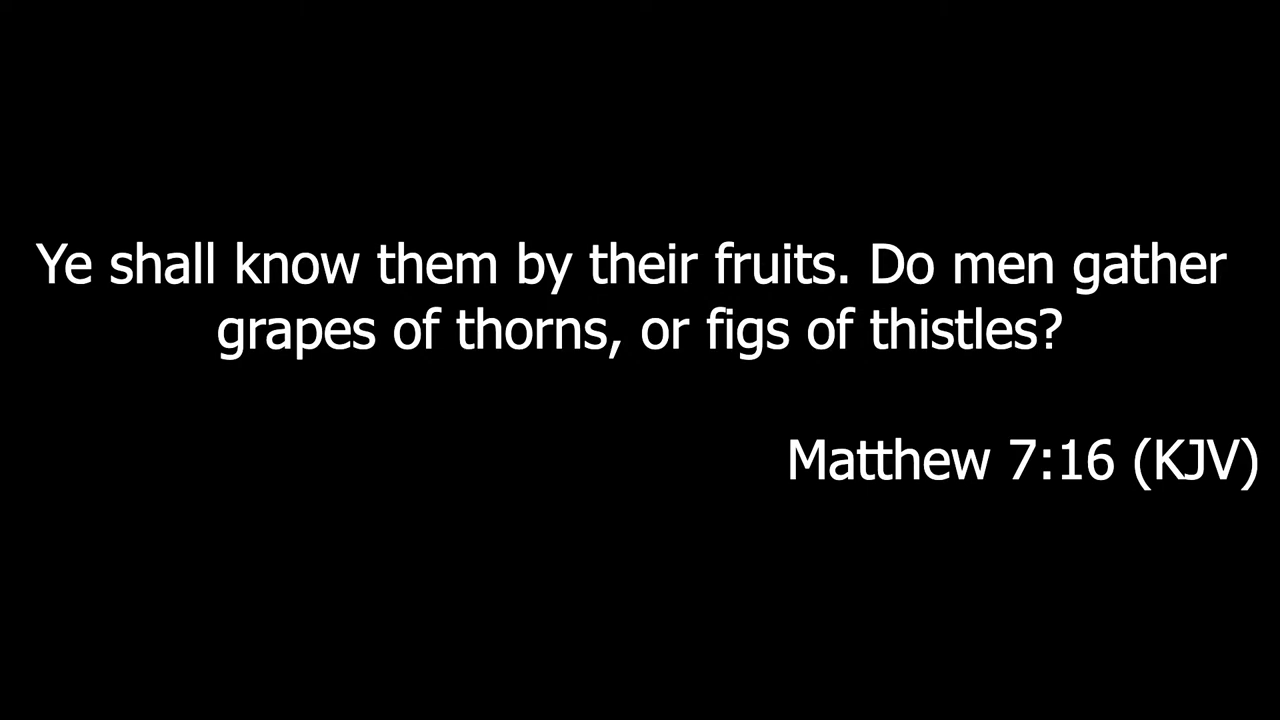 Ye shall know them by their fruits. Do men gather
grapes of thorns, or figs of thistles?
Matthew 7:16 (KJV)